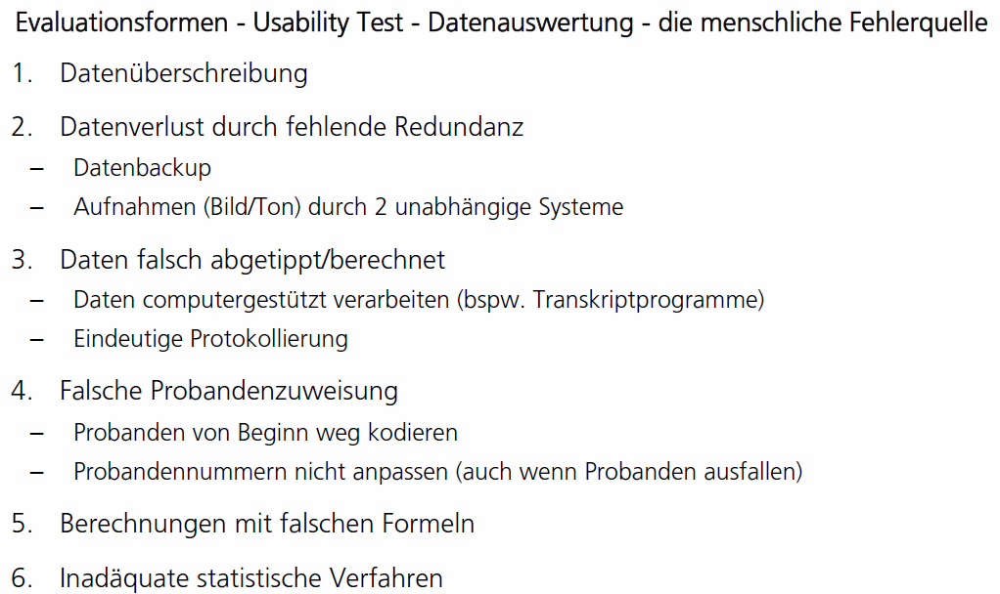 Evaluationsformen - Usability Test - Datenauswertung - die menschliche Fehlerquelle
1. Datenüberschreibung
2. Datenverlust durch fehlende Redundanz
– Datenbackup
– Aufnahmen (Bild/Ton) durch 2 unabhängige Systeme
3. Daten falsch abgetippt/berechnet
– Daten computergestützt verarbeiten (bspw. Transkriptprogramme)
– Eindeutige Protokollierung
4. Falsche Probandenzuweisung
– Probanden von Beginn weg kodieren
– Probandennummern nicht anpassen (auch wenn Probanden ausfallen)
5. Berechnungen mit falschen Formeln
6. Inadäquate statistische Verfahren